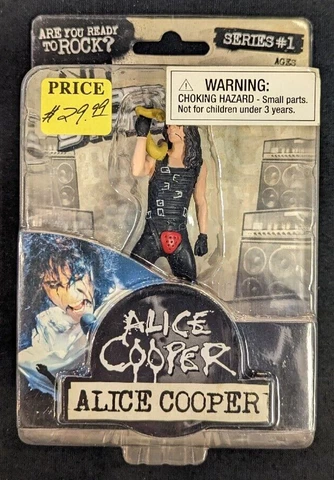 ARE YOU READY
TO ROCK?
SERIES #1
AGES
PRICE
$29.99
WARNING:
CHOKING HAZARD - Small parts.
Not for children under 3 years.
ALICE
COOPER
ALICE COOPER